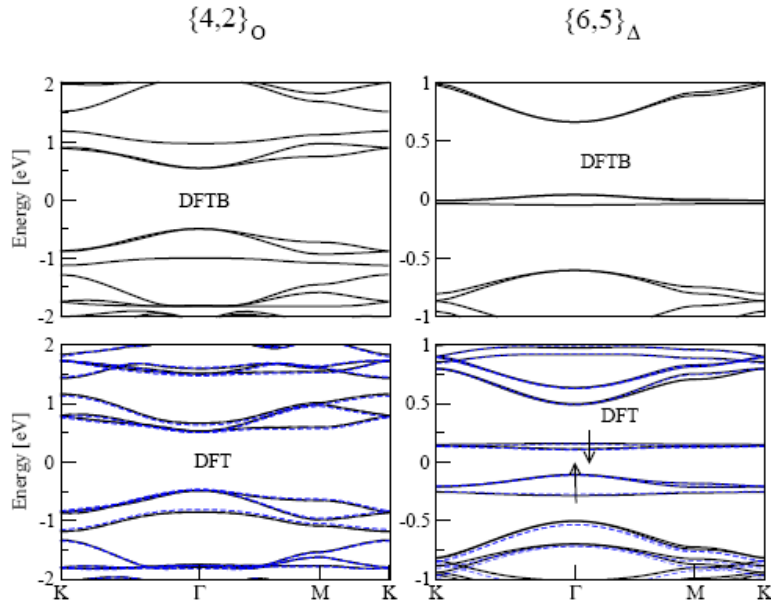 {4,2}O {6,5}Δ
2 1
1 0.5
Energy [eV] 0 DFTB 0 DFTB
-1 -0.5
-2 -1
2 1
1 0.5
DFT
Energy [eV] 0 DFT 0
-1 -0.5
-2 -1
K Γ M K Γ M K